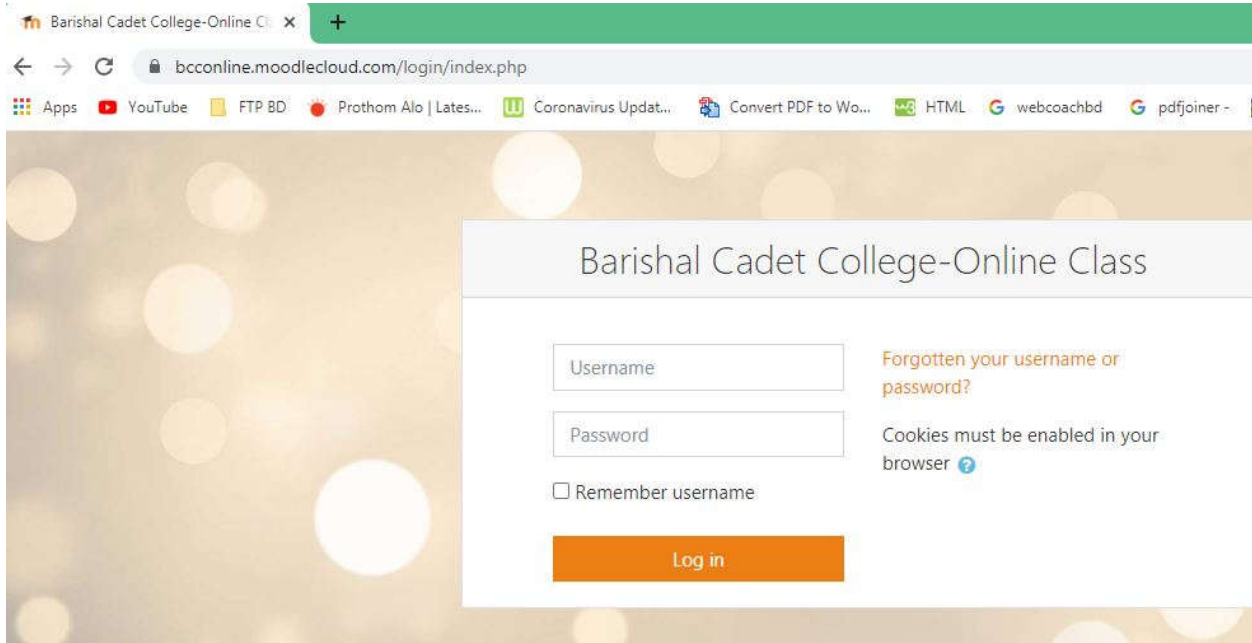 Barishal Cadet College-Online Cl
bcconline.moodlecloud.com/login/index.php
Apps YouTube FTP BD Prothom Alo | Lates... Coronavirus Updat... Convert PDF to Wo... HTML webcoachbd pdfjoiner -
Barishal Cadet College-Online Class
Username
Forgotten your username or
password?
Password
Cookies must be enabled in your
browser
Remember username
Log in